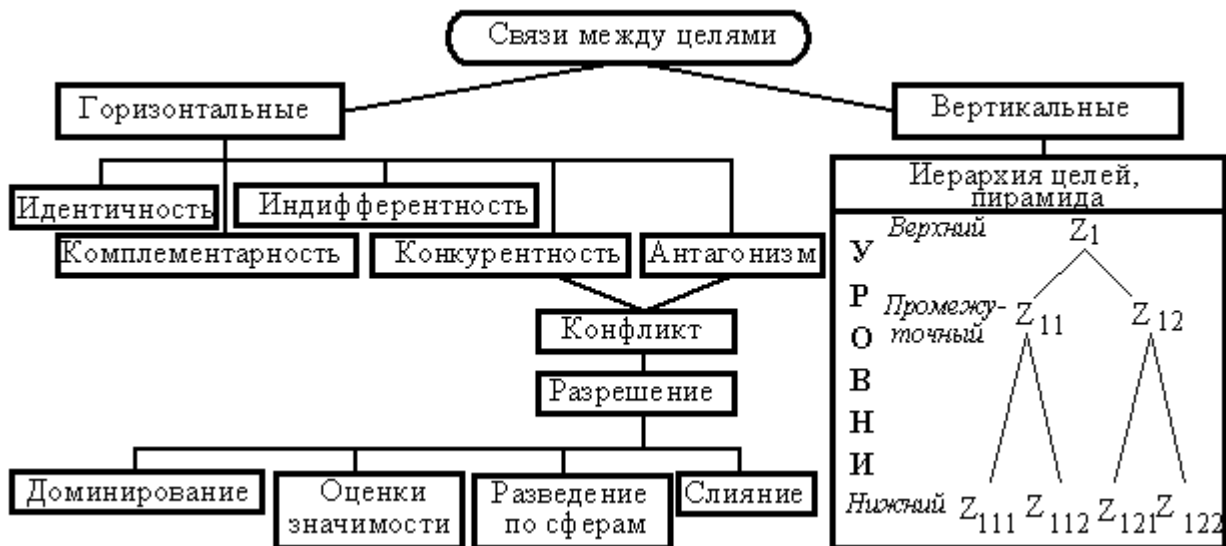 Связи между целями
Горизонтальные
Вертикальные
Идентичность
Индифферентность
Комплементарность
Конкурентность
Антагонизм
Конфликт
Разрешение
Доминирование
Оценки
значимости
Разведение
по сферам
Слияние
Иерархия целей,
пирамида
УРОВНИ
Верхний
Z1
Промежу-
точный
Z11 Z12
Нижний
Z111 Z112 Z121 Z122